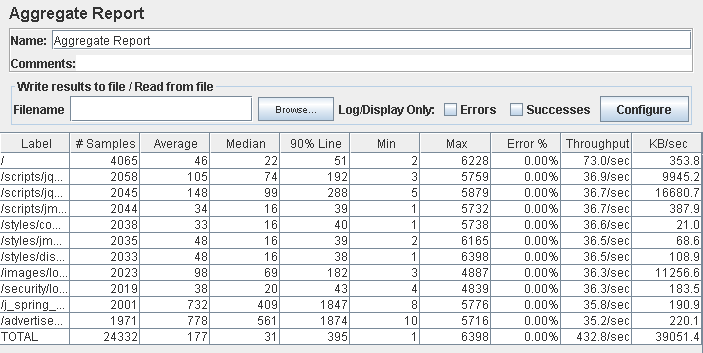 Aggregate Report
Name: Aggregate Report
Comments:
Write results to file / Read from file
Filename Browse... Log/Display Only: Errors Successes Configure
Label # Samples Average Median 90% Line Min Max Error % Throughput KB/sec
/ 4065 46 22 51 2 6228 0.00% 73.0/sec 353.8
/scripts/jq... 2058 105 74 192 3 5759 0.00% 36.9/sec 9945.2
/scripts/jq... 2045 148 99 288 5 5879 0.00% 36.7/sec 16680.7
/scripts/jm... 2044 34 16 39 1 5732 0.00% 36.7/sec 387.9
/styles/co... 2038 33 16 40 1 5738 0.00% 36.6/sec 21.0
/styles/jm... 2035 48 16 39 2 6165 0.00% 36.5/sec 68.6
/styles/dis... 2033 48 16 38 1 6398 0.00% 36.5/sec 108.9
/images/lo... 2023 98 69 182 3 4887 0.00% 36.3/sec 11256.6
/security/lo... 2019 38 20 43 4 4839 0.00% 36.3/sec 183.5
/j_spring_... 2001 732 409 1847 8 5776 0.00% 35.8/sec 190.9
/advertise... 1971 778 561 1874 10 5716 0.00% 35.2/sec 220.1
TOTAL 24332 177 31 395 1 6398 0.00% 432.8/sec 39051.4